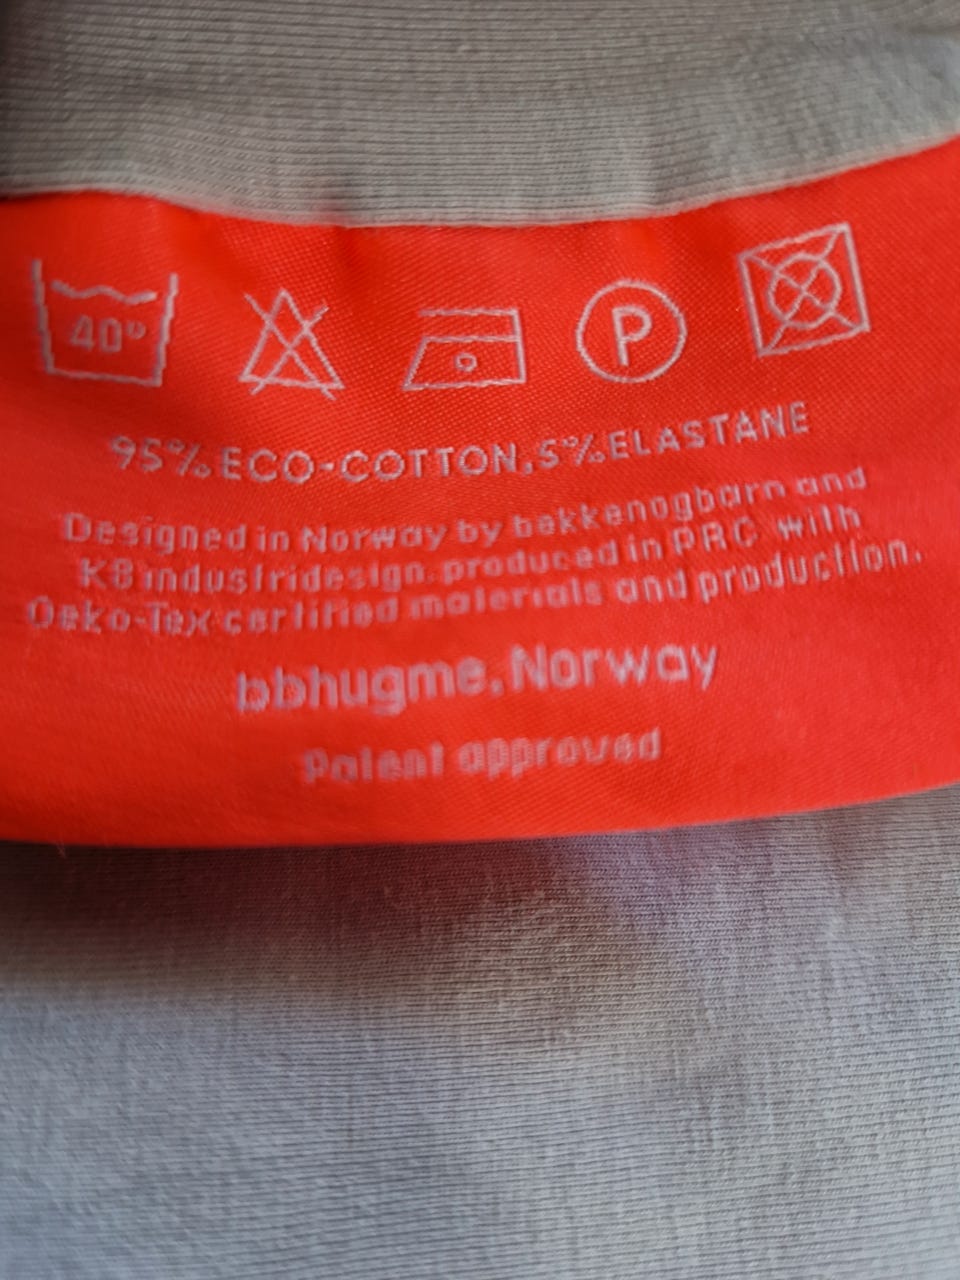 40°
P
95% ECO-COTTON, 5% ELASTANE
Designed in Norway by bakkenogbarn and
K8 industridesign. produced in PRC with
Oeko-Tex certified materials and production.
bbhugme, Norway
Patent approved